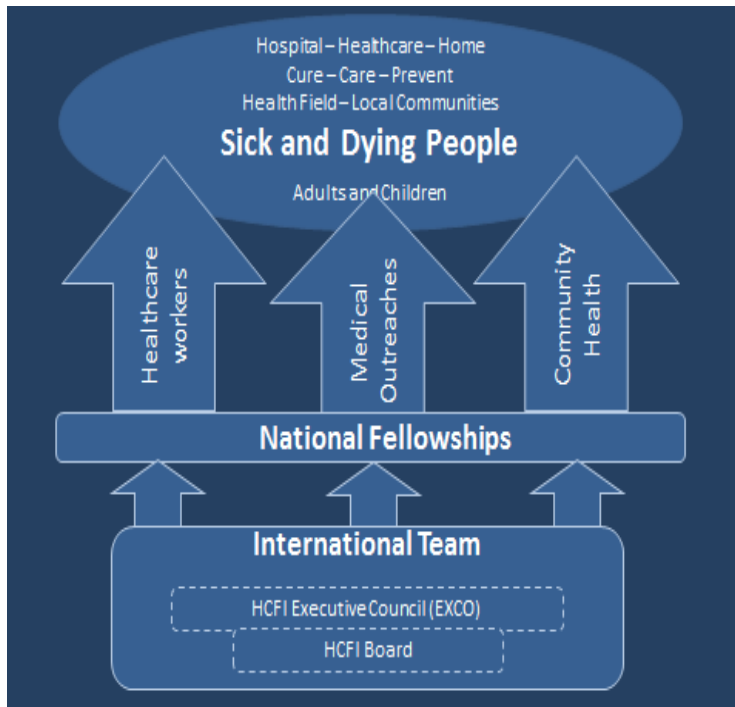 Hospital – Healthcare – Home
Cure – Care – Prevent
Health Field – Local Communities
Sick and Dying People
Adults and Children
Healthcare
workers
Medical
Outreaches
Community
Health
National Fellowships
International Team
HCFI Executive Council (EXCO)
HCFI Board